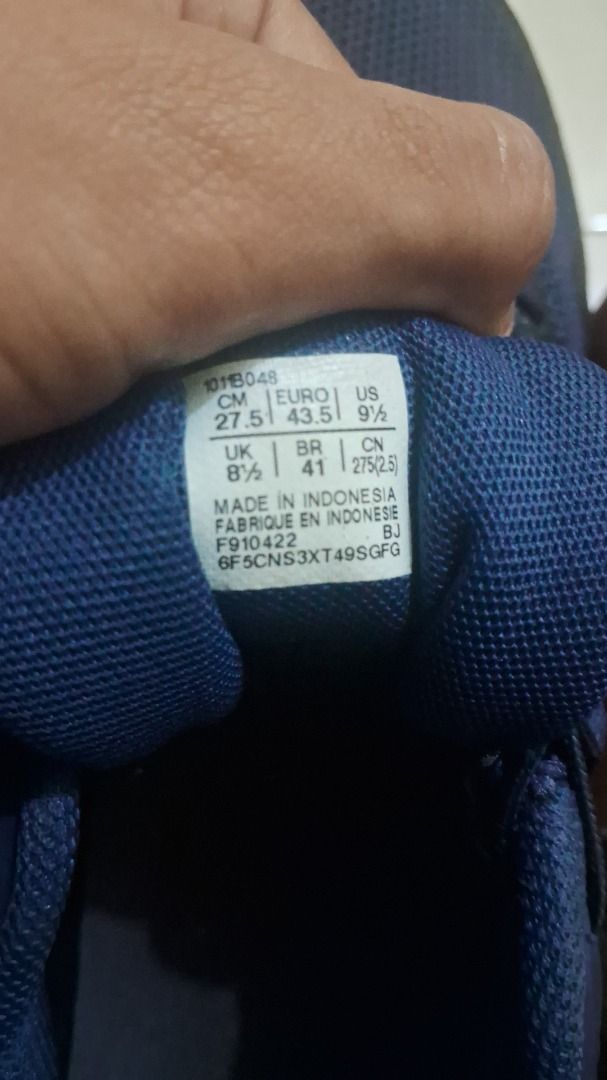 1011B048
CM | EURO | US
27.5 | 43.5 | 9½
UK | BR | CN
8½ | 41 | 275(2.5)
MADE IN INDONESIA
FABRIQUE EN INDONESIE
F910422 BJ
6F5CNS3XT49SGFG